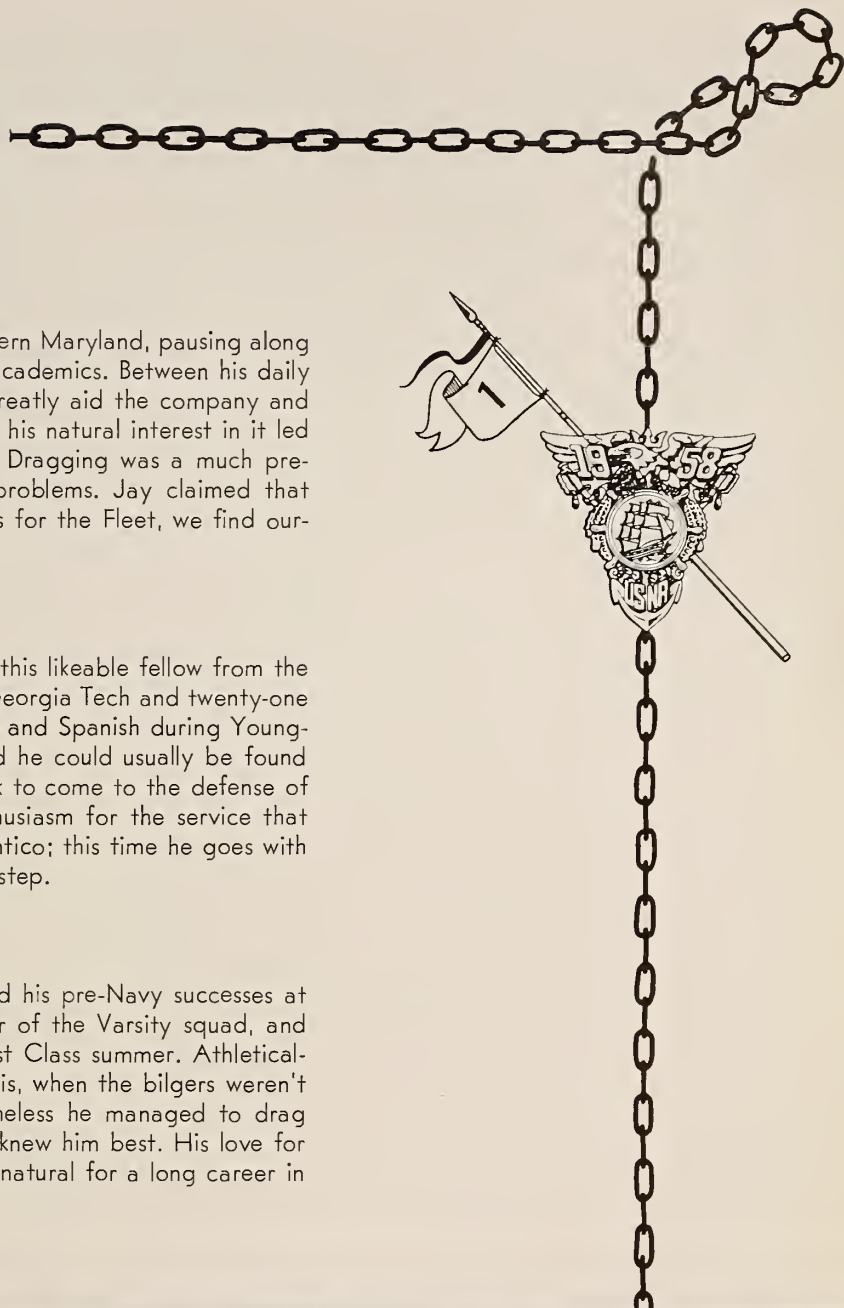 ern Maryland, pausing along
cademics. Between his daily
reatly aid the company and
his natural interest in it led
Dragging was a much pre-
problems. Jay claimed that
s for the Fleet, we find our-
1
19 58
USNA
this likeable fellow from the
eorgia Tech and twenty-one
and Spanish during Young-
d he could usually be found
k to come to the defense of
husiasm for the service that
ntico; this time he goes with
step.
d his pre-Navy successes at
r of the Varsity squad, and
st Class summer. Athletical-
is, when the bilgers weren't
neless he managed to drag
knew him best. His love for
natural for a long career in